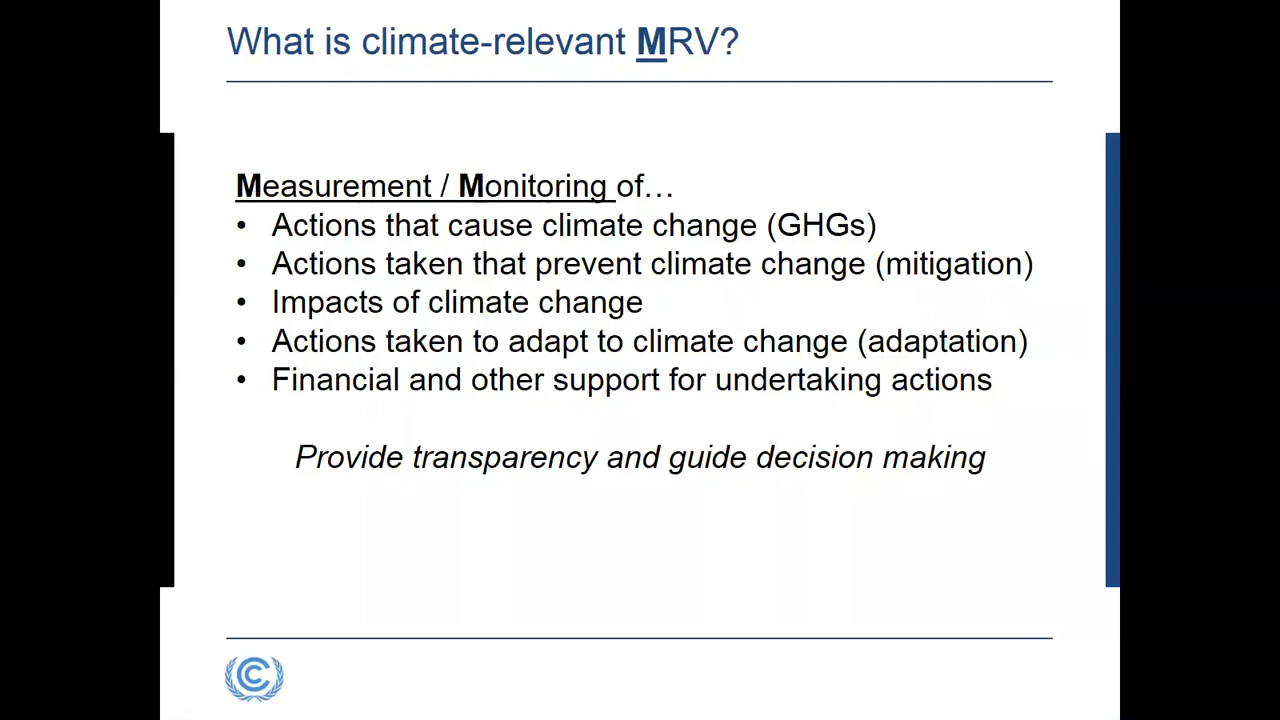 What is climate-relevant MRV?
Measurement / Monitoring of…
• Actions that cause climate change (GHGs)
• Actions taken that prevent climate change (mitigation)
• Impacts of climate change
• Actions taken to adapt to climate change (adaptation)
• Financial and other support for undertaking actions
Provide transparency and guide decision making